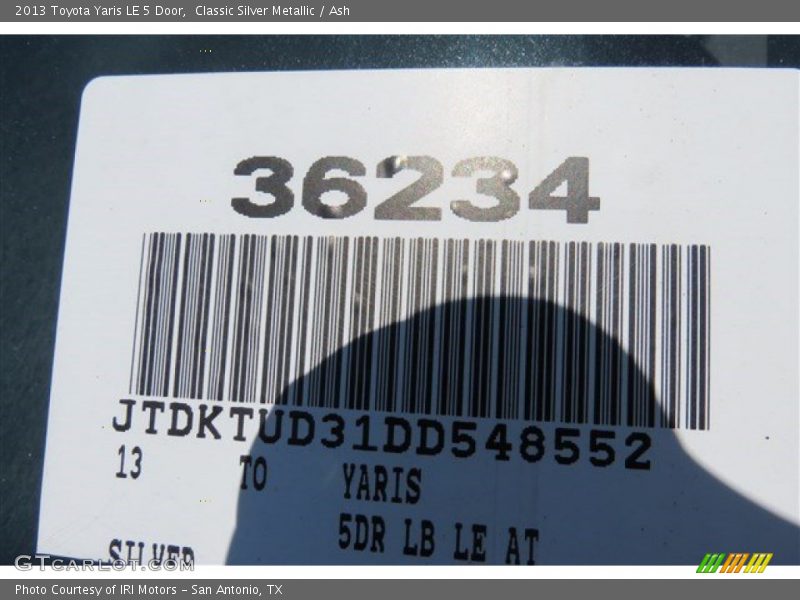 2013 Toyota Yaris LE 5 Door,  Classic Silver Metallic / Ash
36234
JTDKTUD31DD548552
13 TO YARIS
5DR LB LE AT
SILVER
GTCARLOT.COM
Photo Courtesy of IRI Motors – San Antonio, TX